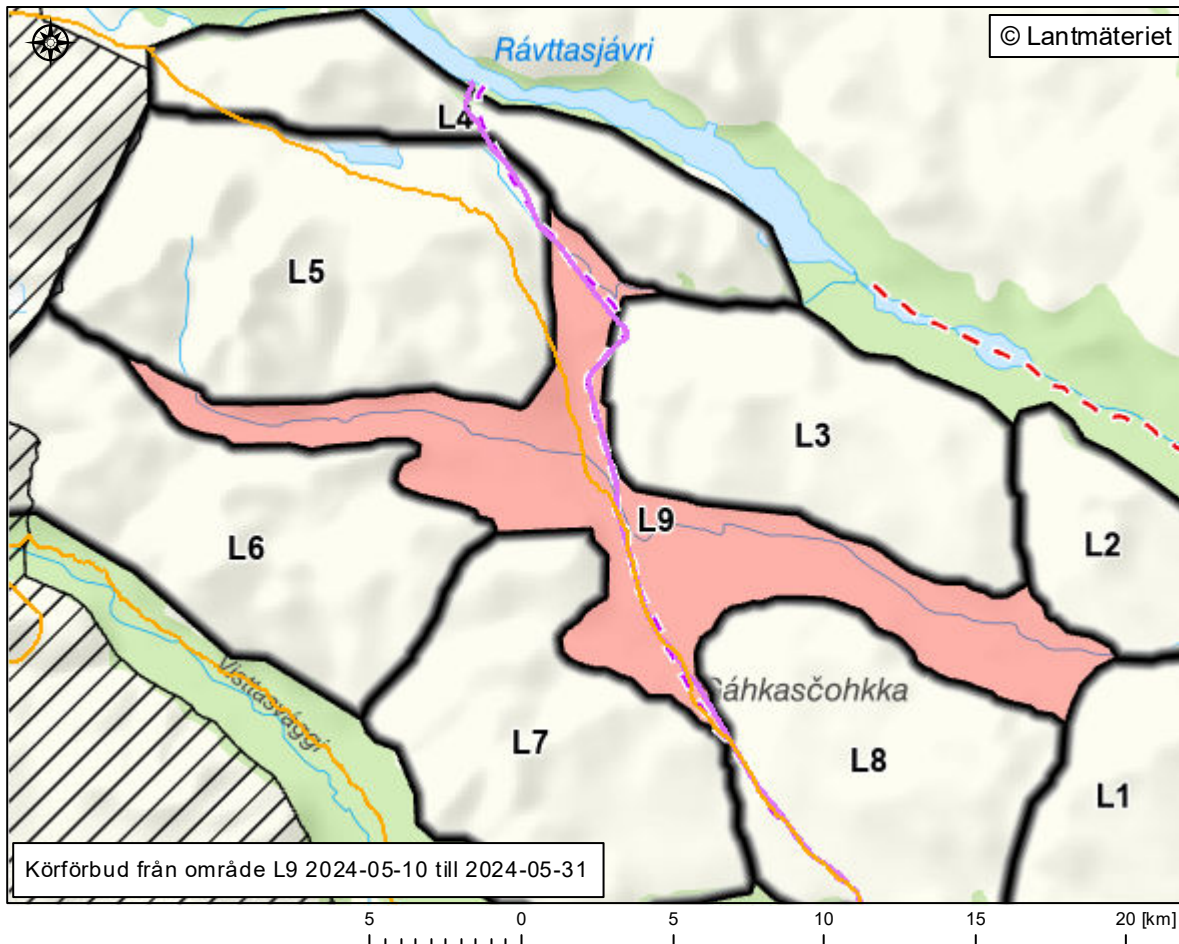 © Lantmäteriet
Rávttasjávri
L4
L5
L3
L9
L2
L6
Vistasvággi
Sáhkasčohkka
L7
L8
L1
Körförbud från område L9 2024-05-10 till 2024-05-31
5 0 5 10 15 20 [km]